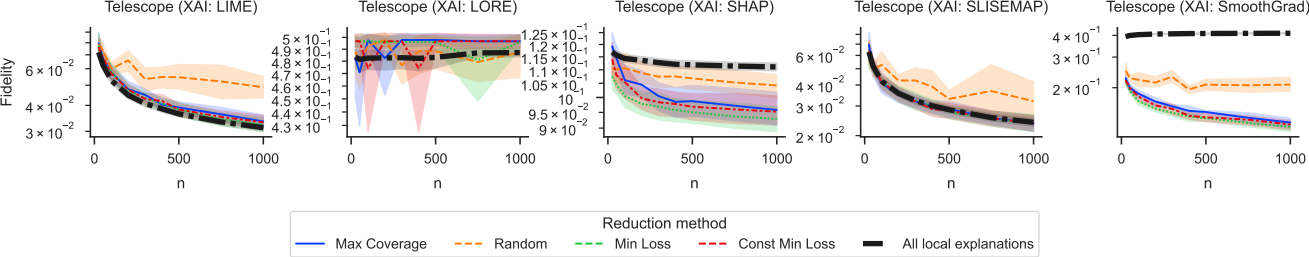 Telescope (XAI: LIME)
Fidelity
6 × 10⁻²
4 × 10⁻²
3 × 10⁻²
0
500
1000
n
Telescope (XAI: LORE)
5 × 10⁻¹
4.9 × 10⁻¹
4.8 × 10⁻¹
4.7 × 10⁻¹
4.6 × 10⁻¹
4.5 × 10⁻¹
4.4 × 10⁻¹
4.3 × 10⁻¹
0
500
1000
n
Telescope (XAI: SHAP)
1.25 × 10⁻¹
1.2 × 10⁻¹
1.15 × 10⁻¹
1.1 × 10⁻¹
1.05 × 10⁻¹
10⁻¹
9.5 × 10⁻²
9 × 10⁻²
0
500
1000
n
Telescope (XAI: SLISEMAP)
6 × 10⁻²
4 × 10⁻²
3 × 10⁻²
2 × 10⁻²
0
500
1000
n
Telescope (XAI: SmoothGrad)
4 × 10⁻¹
3 × 10⁻¹
2 × 10⁻¹
0
500
1000
n
Reduction method
Max Coverage Random Min Loss Const Min Loss All local explanations